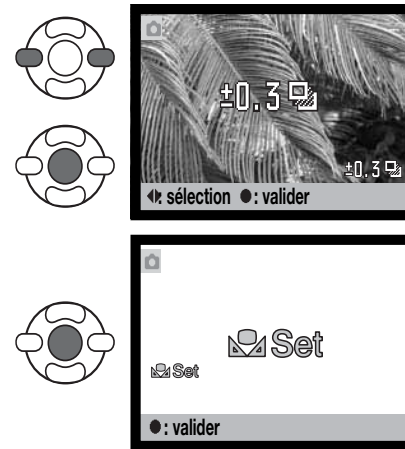 ±0.3
±0.3
◀▶: sélection ●: valider
Set
Set
●: valider